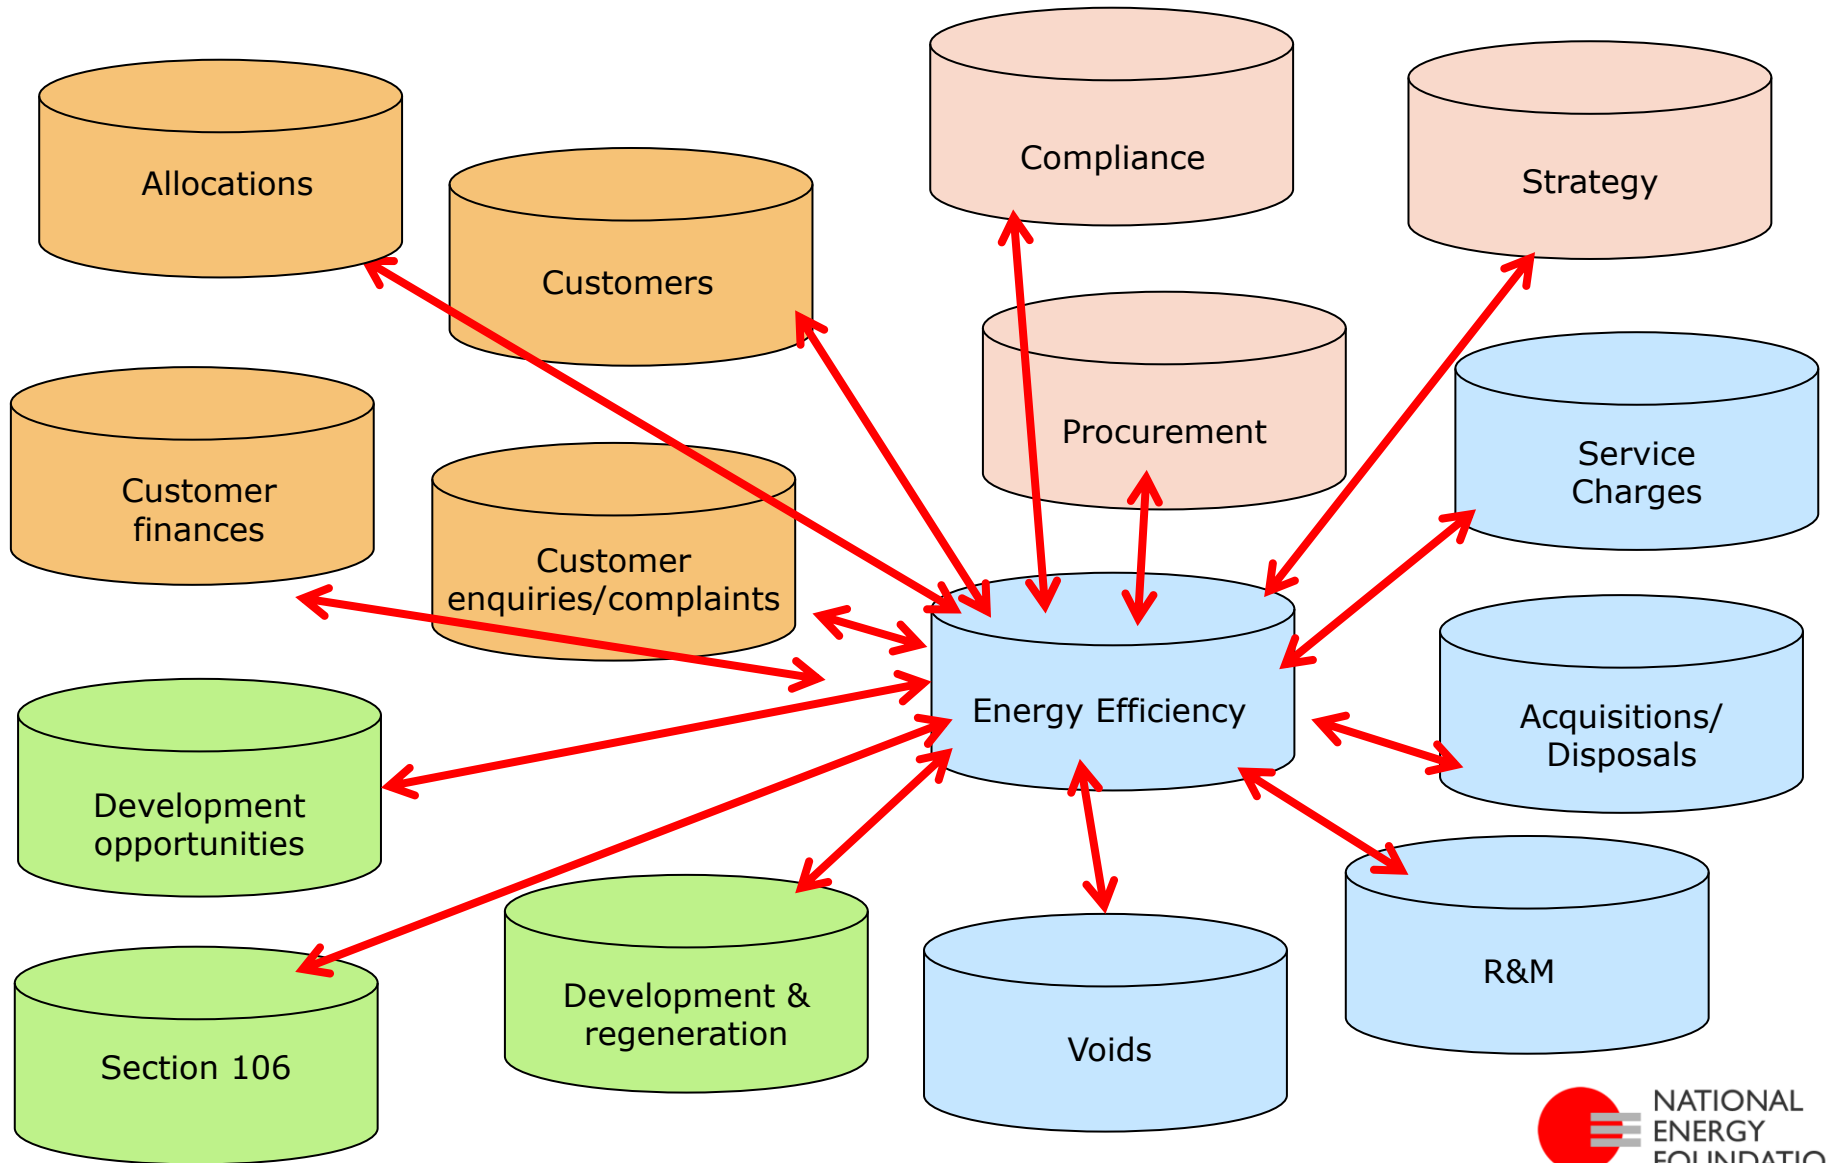 Allocations
Customers
Compliance
Strategy
Customer
finances
Customer
enquiries/complaints
Procurement
Service
Charges
Energy Efficiency
Acquisitions/
Disposals
Development
opportunities
Section 106
Development &
regeneration
Voids
R&M
NATIONAL
ENERGY
FOUNDATIO